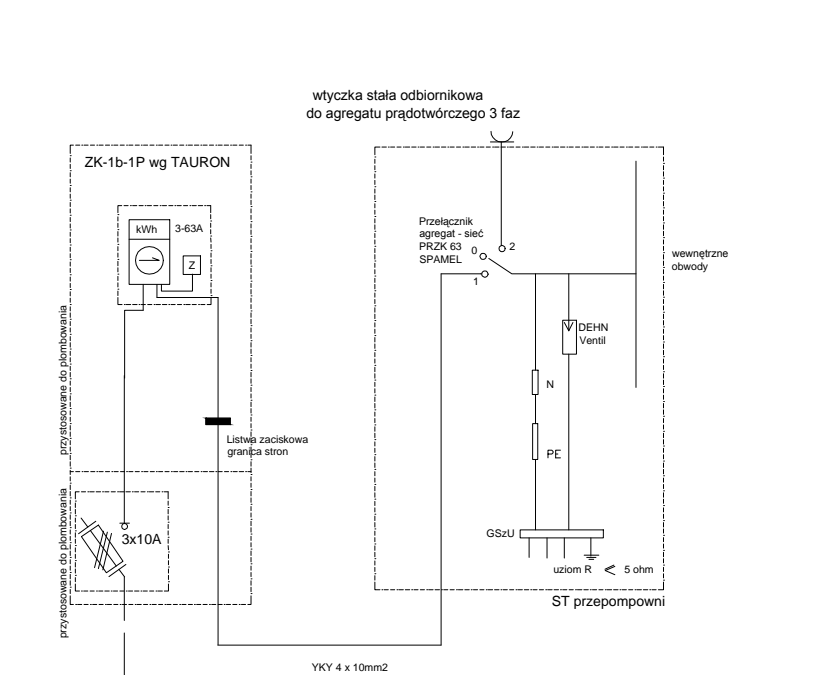 wtyczka stała odbiornikowa
do agregatu prądotwórczego 3 faz
ZK-1b-1P wg TAURON
kWh
3-63A
Z
przystosowane do plombowania
Listwa zaciskowa
granica stron
przystosowane do plombowania
3x10A
Przełącznik
agregat - sieć
PRZK 63
SPAMEL
0
2
1
wewnętrzne
obwody
DEHN
Ventil
N
PE
GSzU
uziom R < 5 ohm
ST przepompowni
YKY 4 x 10mm2